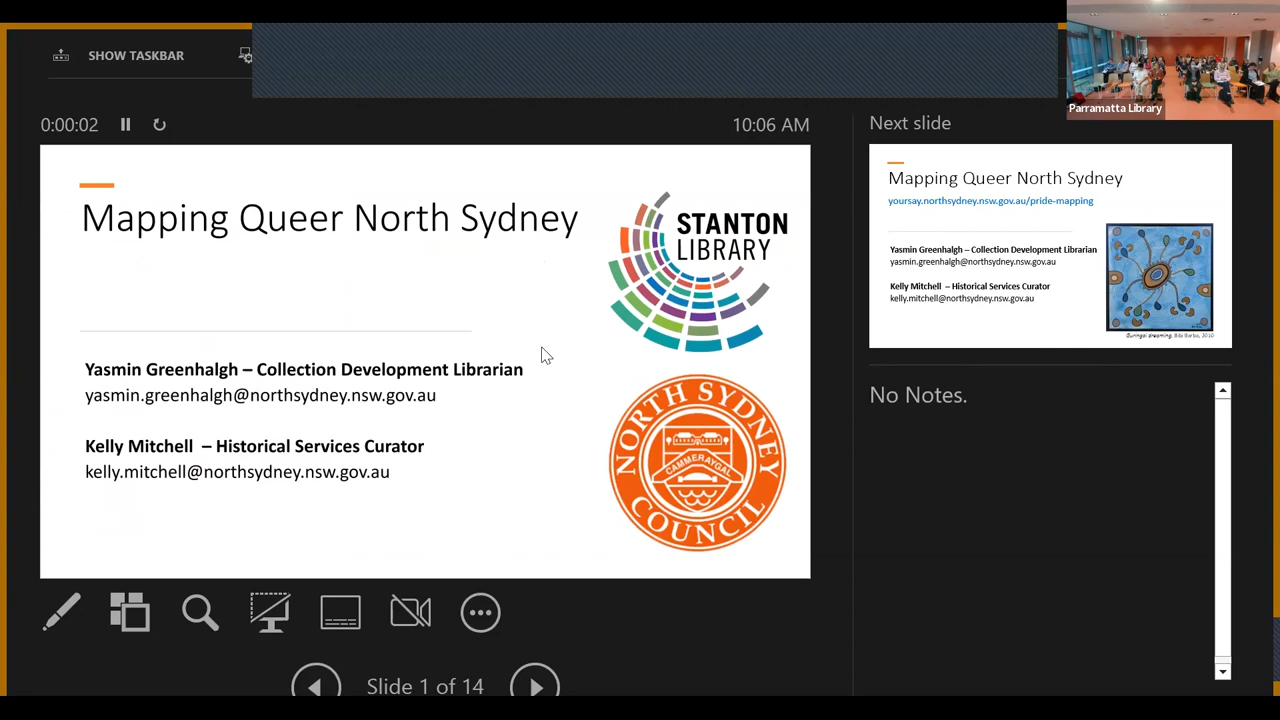 SHOW TASKBAR
Parramatta Library
0:00:02
10:06 AM
Next slide
Mapping Queer North Sydney
STANTON
LIBRARY
Yasmin Greenhalgh – Collection Development Librarian
yasmin.greenhalgh@northsydney.nsw.gov.au
Kelly Mitchell – Historical Services Curator
kelly.mitchell@northsydney.nsw.gov.au
NORTH SYDNEY
CAMMERAYGAL
COUNCIL
Mapping Queer North Sydney
yoursay.northsydney.nsw.gov.au/pride-mapping
Yasmin Greenhalgh – Collection Development Librarian
yasmin.greenhalgh@northsydney.nsw.gov.au
Kelly Mitchell – Historical Services Curator
kelly.mitchell@northsydney.nsw.gov.au
No Notes.
Slide 1 of 14